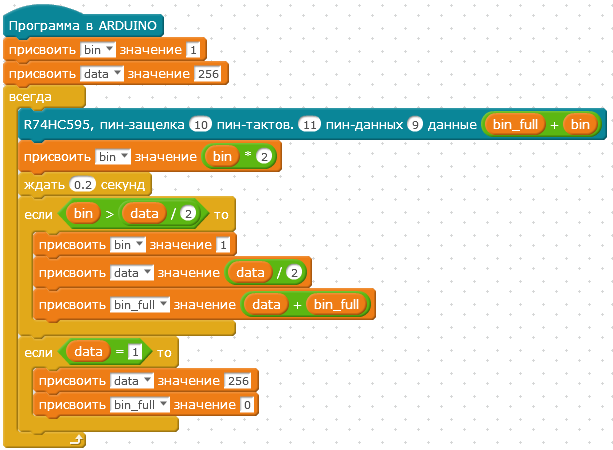 Программа в ARDUINO
присвоить bin значение 1
присвоить data значение 256
всегда
R74HC595, пин-защелка 10 пин-тактов. 11 пин-данных 9 данные bin_full + bin
присвоить bin значение bin * 2
ждать 0.2 секунд
если bin > data / 2 то
присвоить bin значение 1
присвоить data значение data / 2
присвоить bin_full значение data + bin_full
если data = 1 то
присвоить data значение 256
присвоить bin_full значение 0